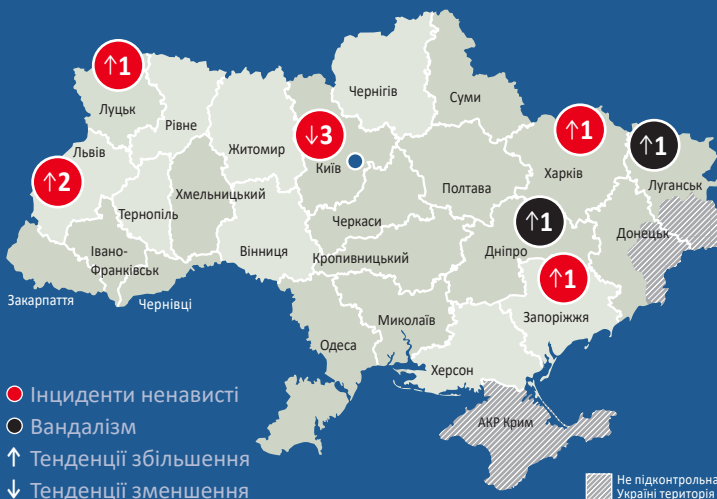 ↑1
Луцьк
Рівне
Чернігів
Суми
Житомир
↓3
Київ
↑1
Харків
↑1
Луганськ
Львів
↑2
Тернопіль
Хмельницький
Полтава
Черкаси
Вінниця
Кропивницький
↑1
Дніпро
Донецьк
Івано-
Франківськ
↑1
Запоріжжя
Закарпаття
Чернівці
Миколаїв
Одеса
Херсон
АКР Крим
Інциденти ненависті
Вандалізм
↑ Тенденції збільшення
↓ Тенденції зменшення
Не підконтрольна
Україні територія